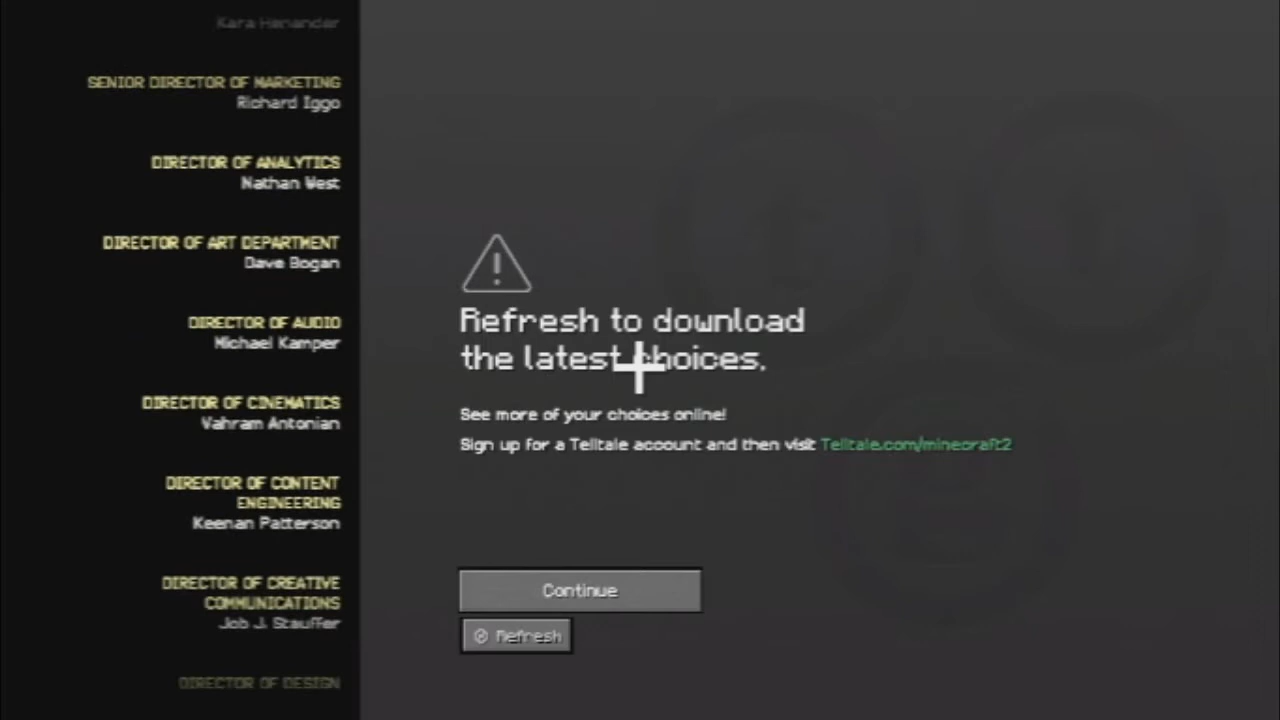 Kara Henander
SENIOR DIRECTOR OF MARKETING
Richard Iggo
DIRECTOR OF ANALYTICS
Nathan West
DIRECTOR OF ART DEPARTMENT
Dave Bogan
DIRECTOR OF AUDIO
Michael Kamper
DIRECTOR OF CINEMATICS
Vahram Antonian
DIRECTOR OF CONTENT
ENGINEERING
Keenan Patterson
DIRECTOR OF CREATIVE
COMMUNICATIONS
Job J. Stauffer
DIRECTOR OF DESIGN
Refresh to download
the latest choices.
See more of your choices online!
Sign up for a Telltale account and then visit Telltale.com/minecraft2
Continue
Refresh